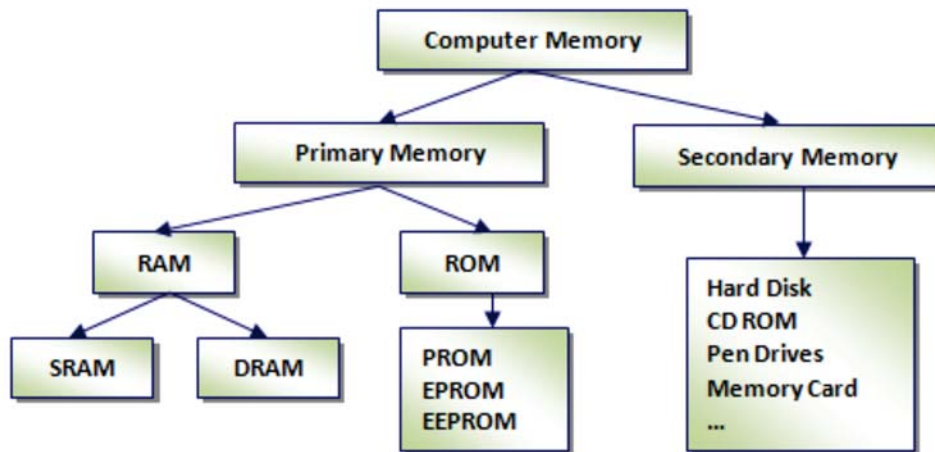 Computer Memory
Primary Memory
Secondary Memory
RAM
ROM
SRAM
DRAM
PROM
EPROM
EEPROM
Hard Disk
CD ROM
Pen Drives
Memory Card
...